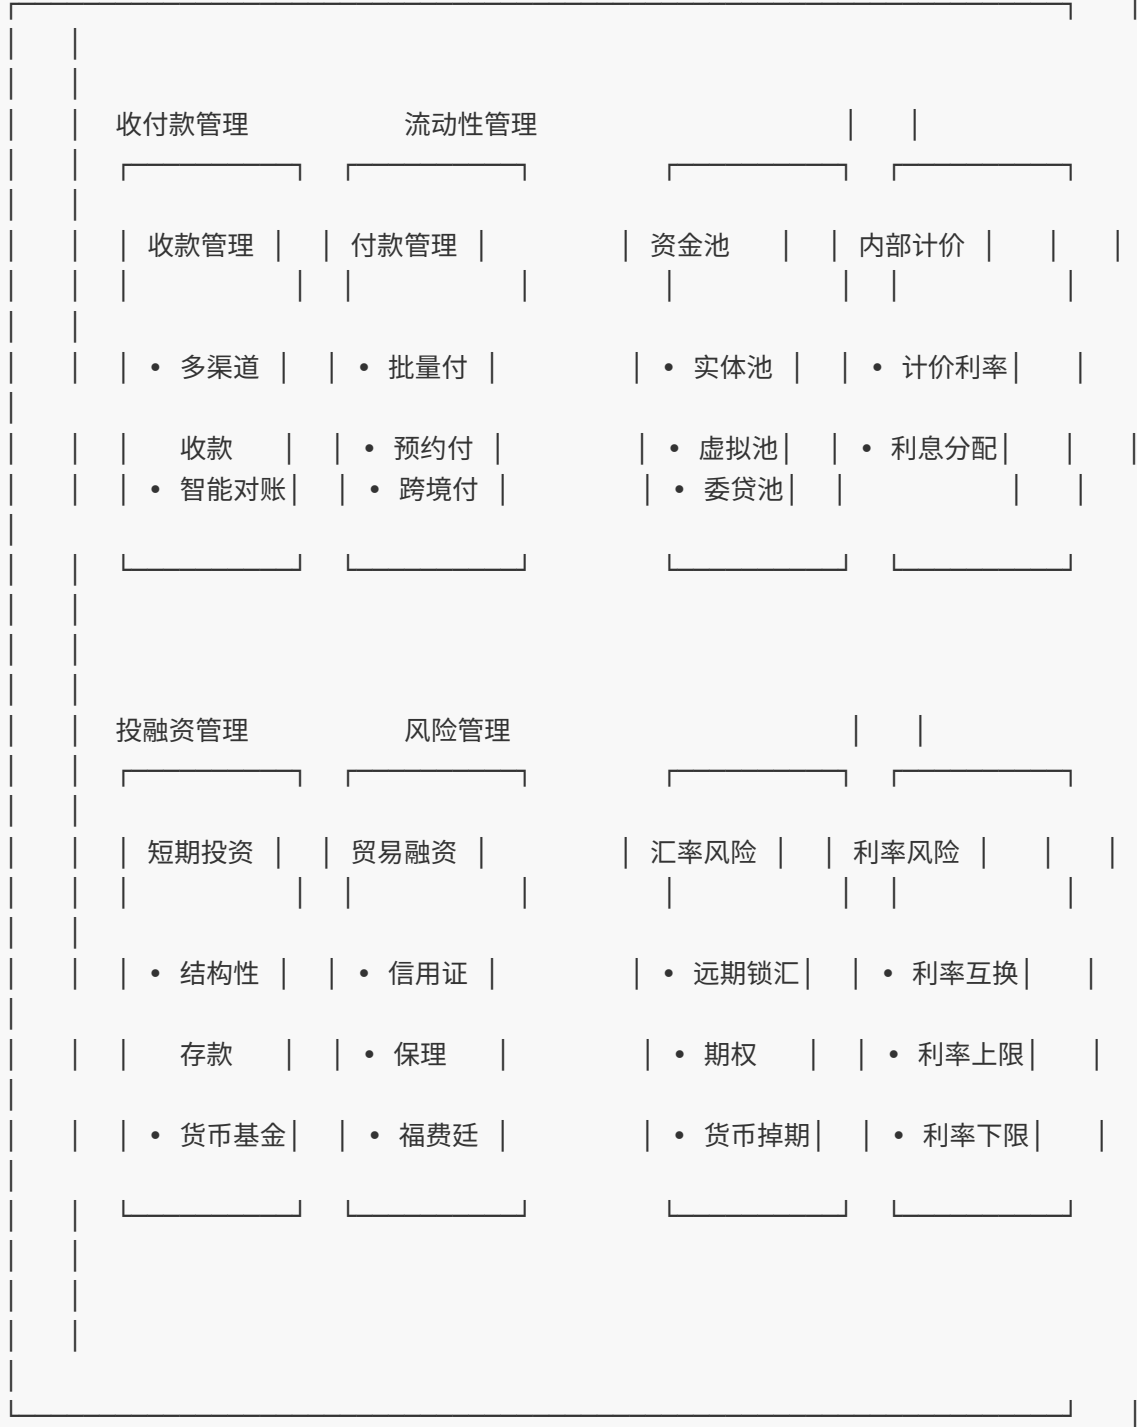 收付款管理 流动性管理
收款管理 付款管理 资金池 内部计价
• 多渠道 • 批量付 • 实体池 • 计价利率
收款 • 预约付 • 虚拟池 • 利息分配
• 智能对账 • 跨境付 • 委贷池
投融资管理 风险管理
短期投资 贸易融资 汇率风险 利率风险
• 结构性 • 信用证 • 远期锁汇 • 利率互换
存款 • 保理 • 期权 • 利率上限
• 货币基金 • 福费廷 • 货币掉期 • 利率下限